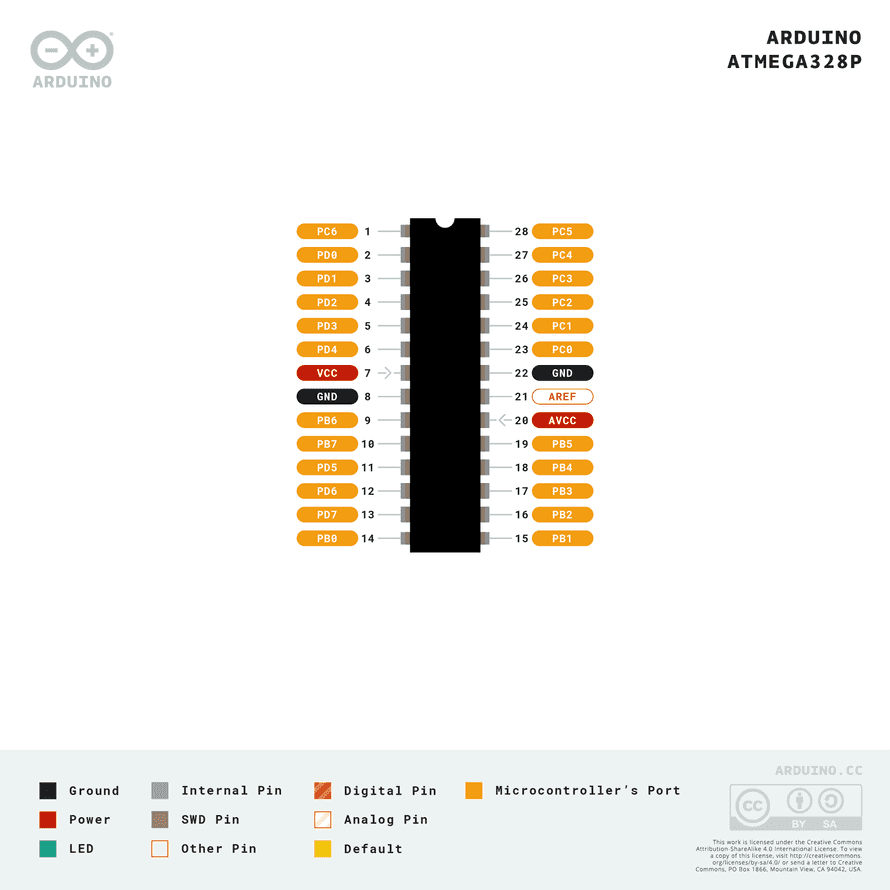 ARDUINO
ARDUINO
ATMEGA328P
PC6 1 28 PC5
PD0 2 27 PC4
PD1 3 26 PC3
PD2 4 25 PC2
PD3 5 24 PC1
PD4 6 23 PC0
VCC 7 22 GND
GND 8 21 AREF
PB6 9 20 AVCC
PB7 10 19 PB5
PD5 11 18 PB4
PD6 12 17 PB3
PD7 13 16 PB2
PB0 14 15 PB1
Ground Internal Pin Digital Pin Microcontroller's Port
Power SWD Pin Analog Pin
LED Other Pin Default
ARDUINO.CC
cc
BY SA
This work is licensed under the Creative Commons
Attribution-ShareAlike 4.0 International License. To view
a copy of this license, visit http://creativecommons.
org/licenses/by-sa/4.0/ or send a letter to Creative
Commons, PO Box 1866, Mountain View, CA 94042, USA.